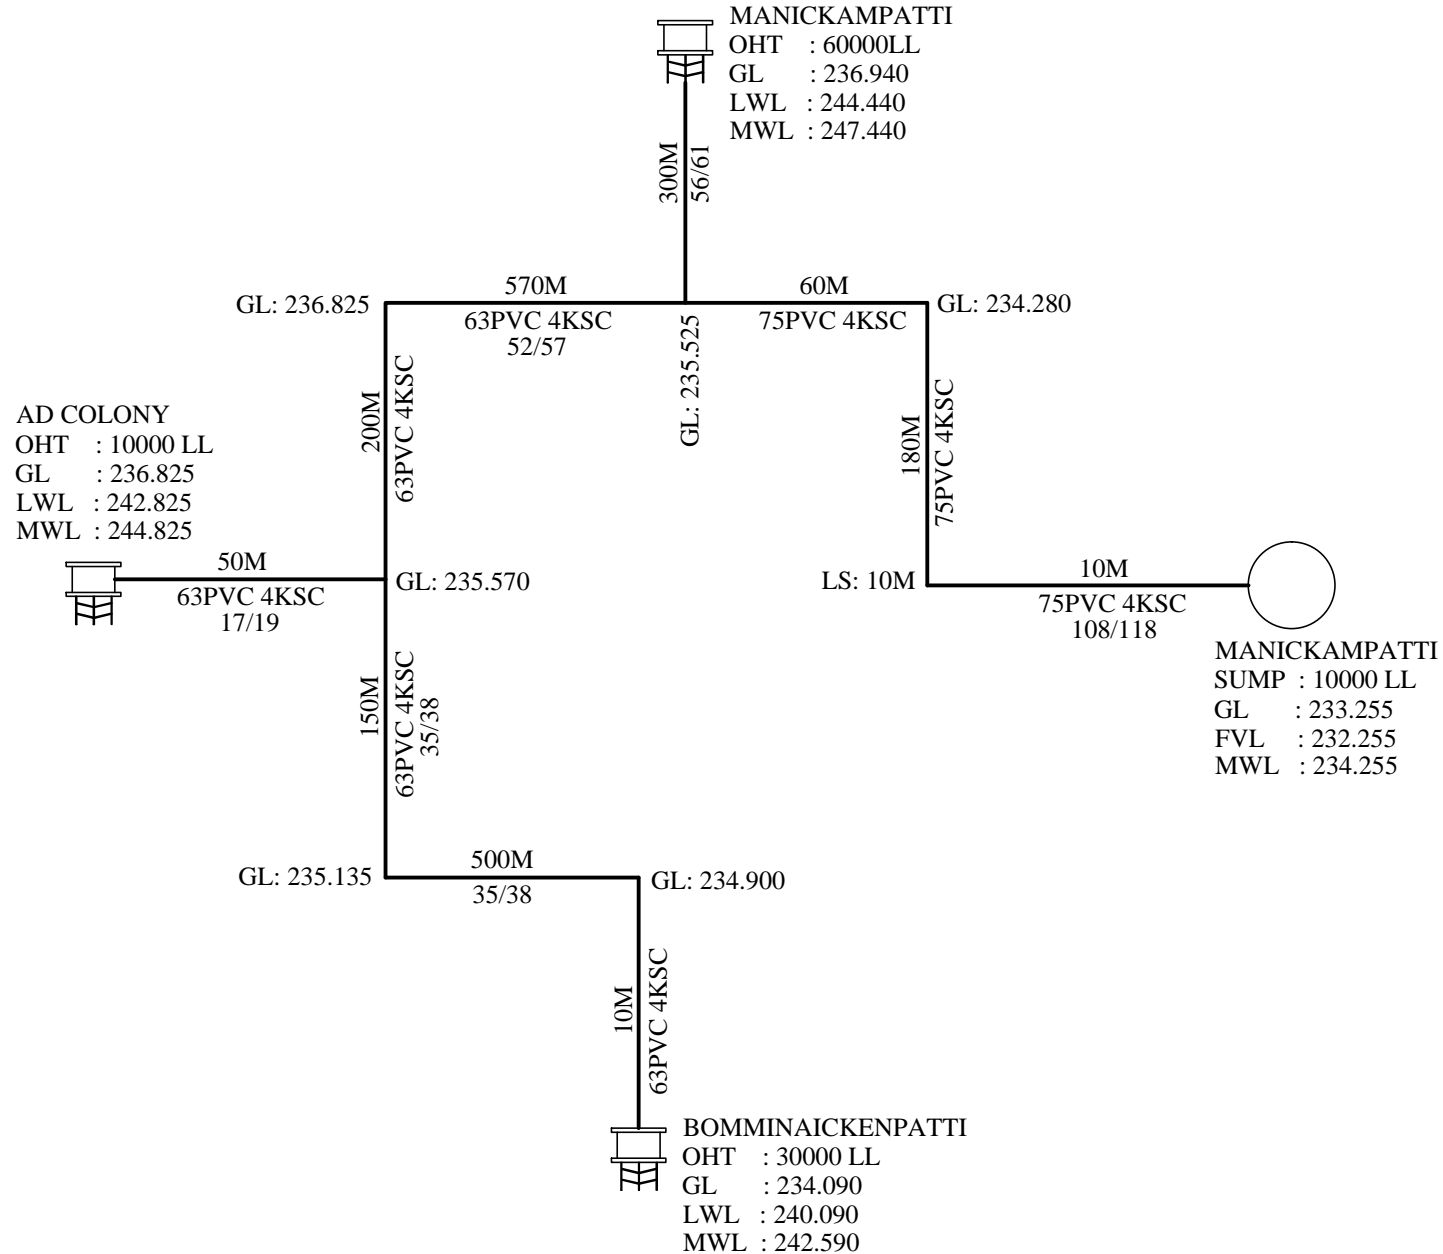 MANICKAMPATTI
OHT : 60000LL
GL : 236.940
LWL : 244.440
MWL : 247.440
300M
56/61
GL: 236.825
570M
63PVC 4KSC
52/57
60M
75PVC 4KSC
GL: 234.280
GL: 235.525
200M
63PVC 4KSC
180M
75PVC 4KSC
AD COLONY
OHT : 10000 LL
GL : 236.825
LWL : 242.825
MWL : 244.825
50M
63PVC 4KSC
17/19
GL: 235.570
LS: 10M
10M
75PVC 4KSC
108/118
MANICKAMPATTI
SUMP : 10000 LL
GL : 233.255
FVL : 232.255
MWL : 234.255
150M
63PVC 4KSC
35/38
GL: 235.135
500M
35/38
GL: 234.900
10M
63PVC 4KSC
BOMMINAICKENPATTI
OHT : 30000 LL
GL : 234.090
LWL : 240.090
MWL : 242.590